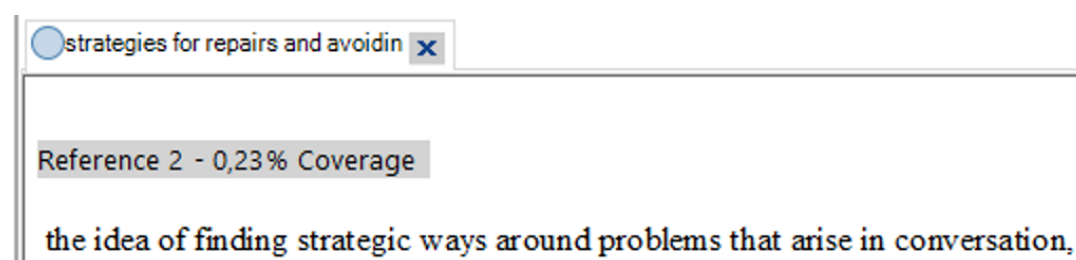 strategies for repairs and avoidin
Reference 2 - 0,23% Coverage
the idea of finding strategic ways around problems that arise in conversation,